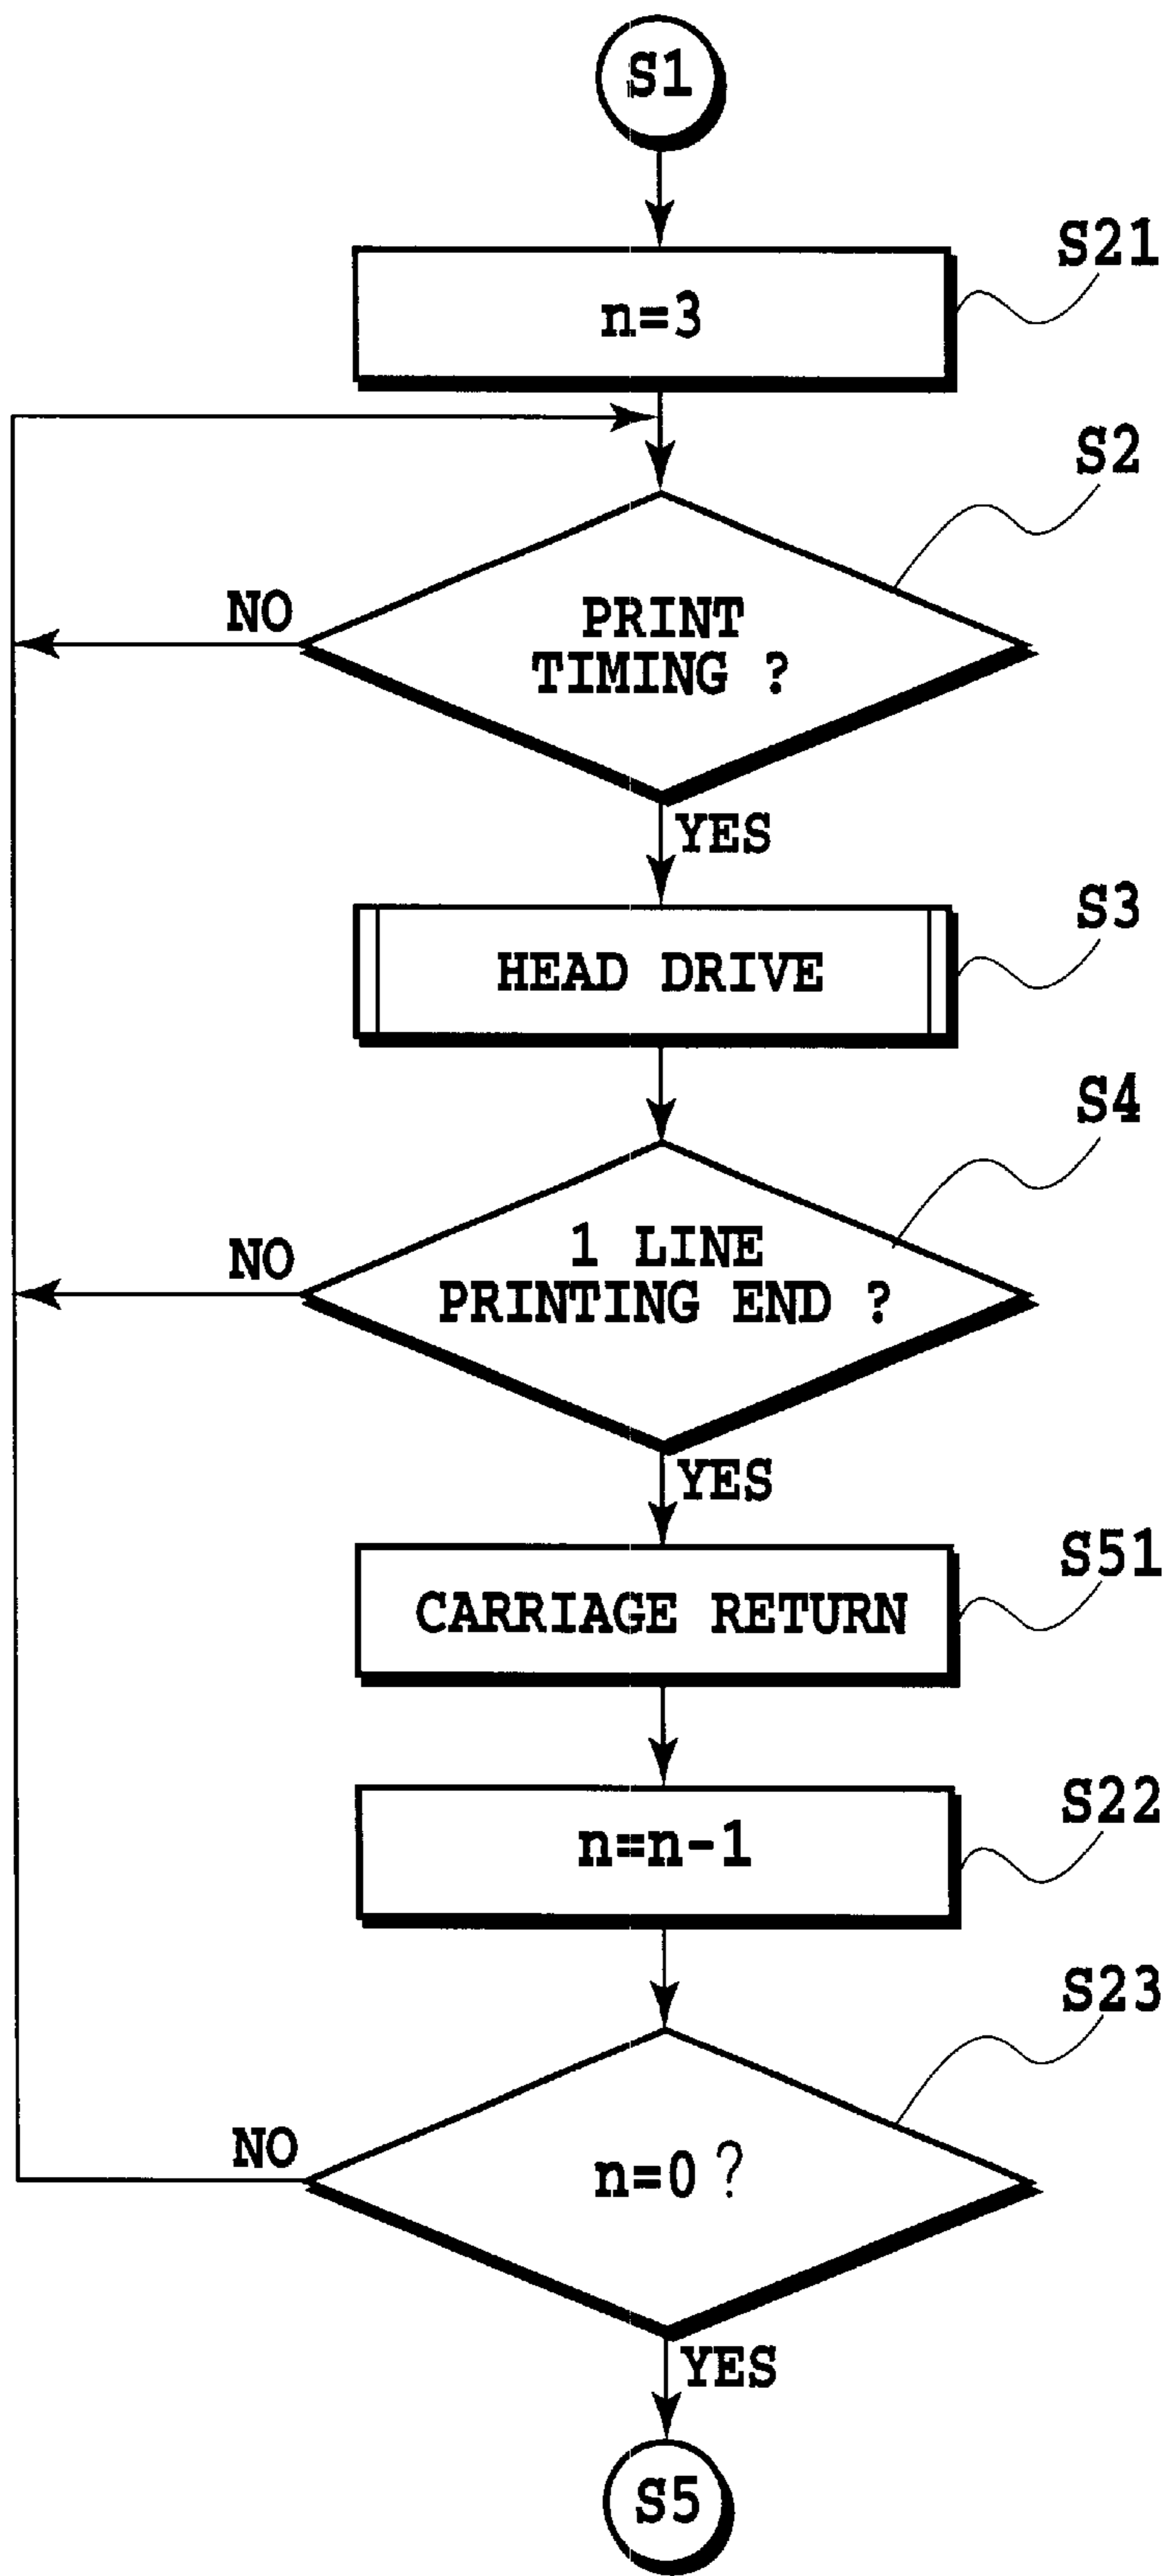 S1
S21
n=3
S2
NO
PRINT
TIMING ?
YES
S3
HEAD DRIVE
S4
NO
1 LINE
PRINTING END ?
YES
S51
CARRIAGE RETURN
S22
n=n-1
S23
NO
n=0 ?
YES
S5